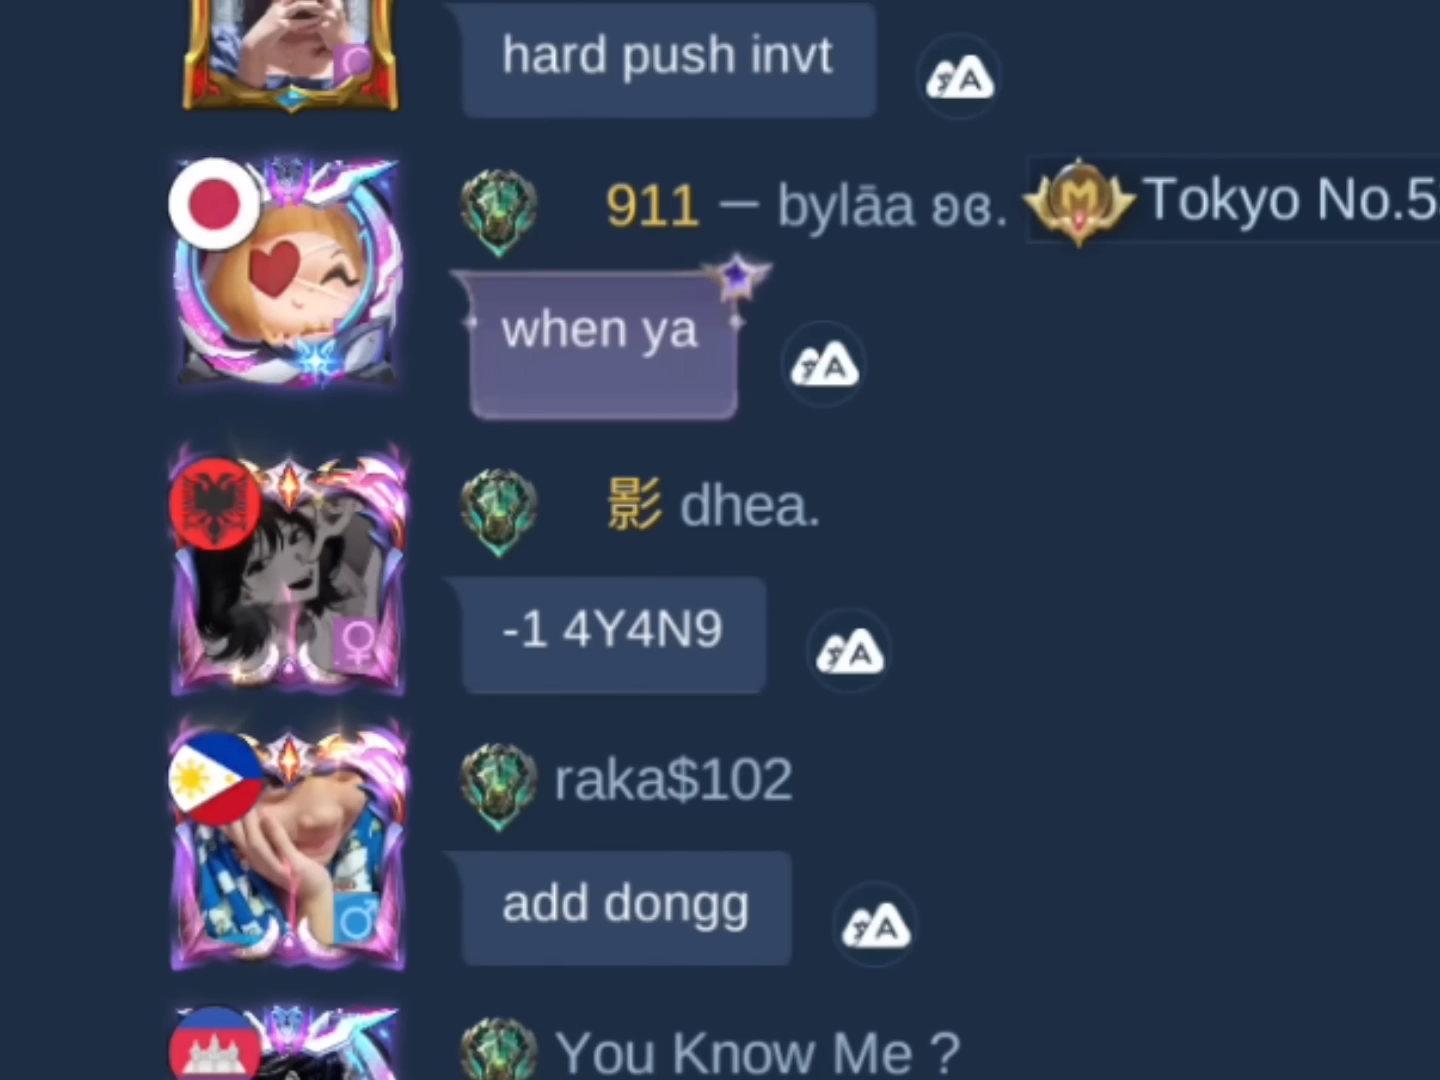 hard push invt
911 — bylāa ʚɞ. Tokyo No.5
when ya
影 dhea.
-1 4Y4N9
raka$102
add dongg
You Know Me ?